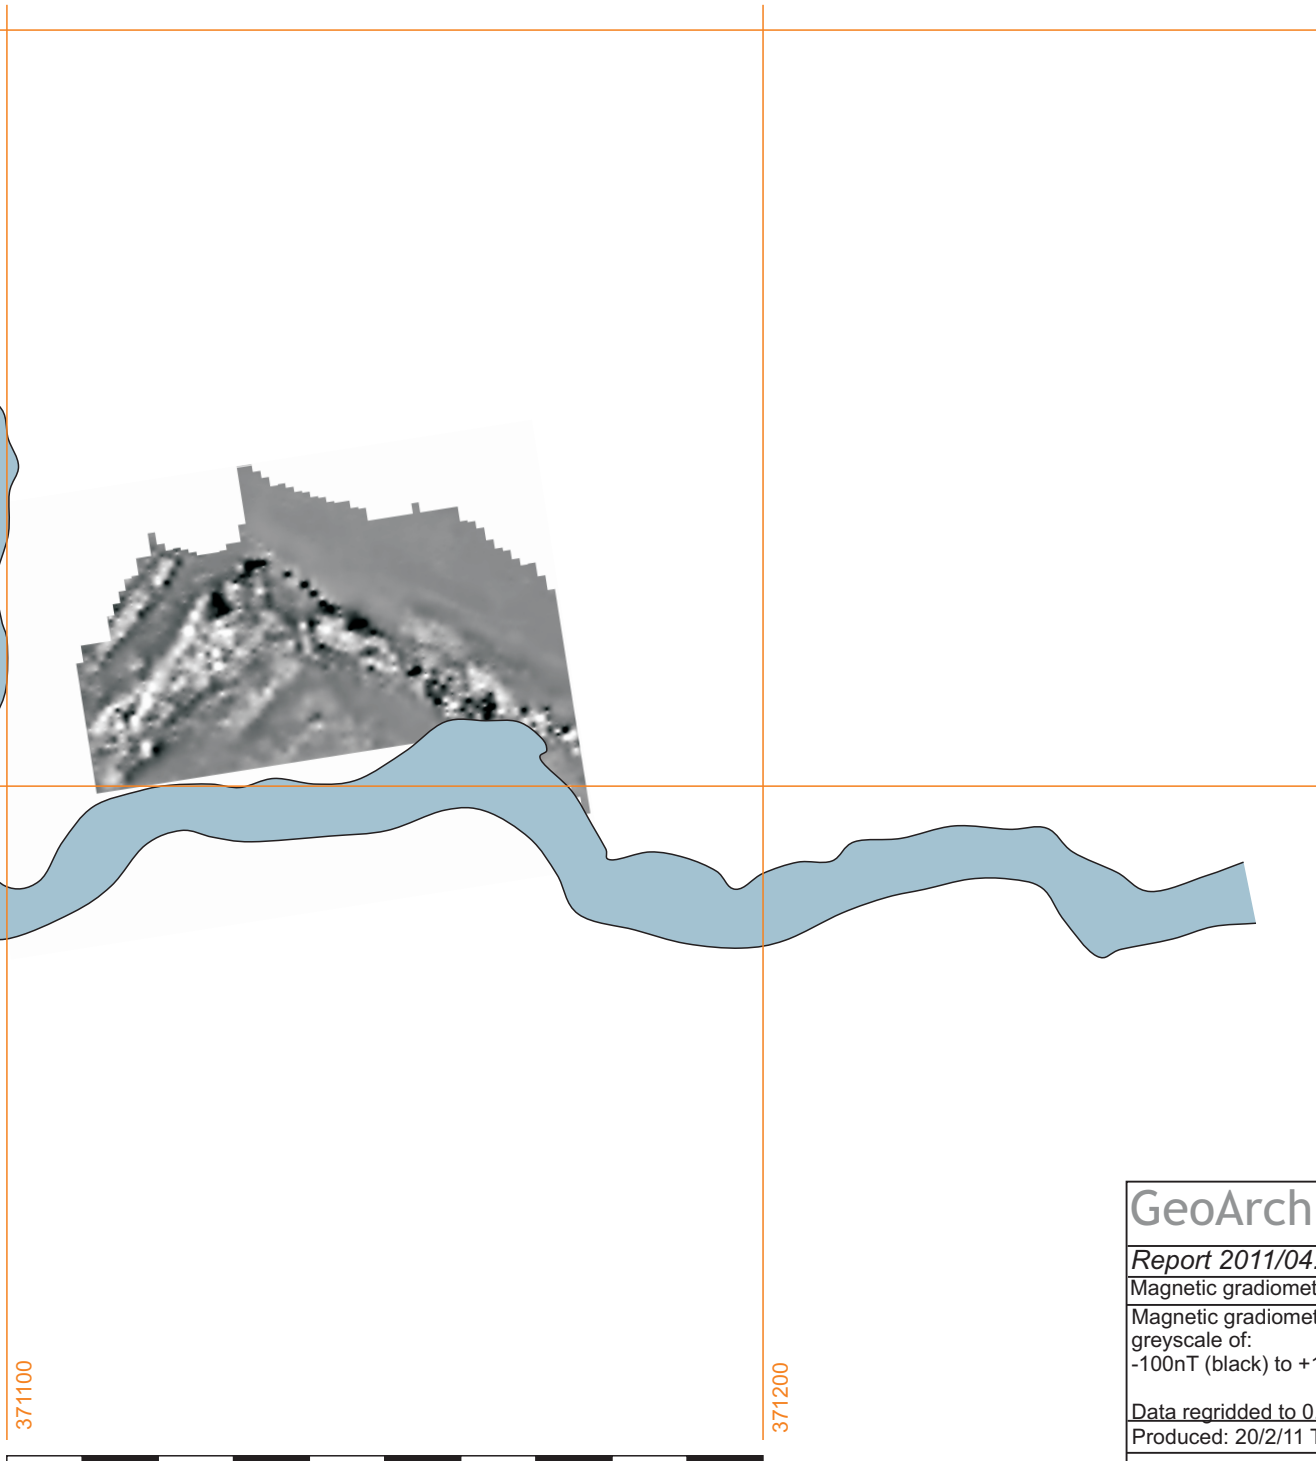 371100
371200
GeoArch
Report 2011/04
Magnetic gradiomet
Magnetic gradiomet
greyscale of:
-100nT (black) to +1
Data regridded to 0
Produced: 20/2/11 T